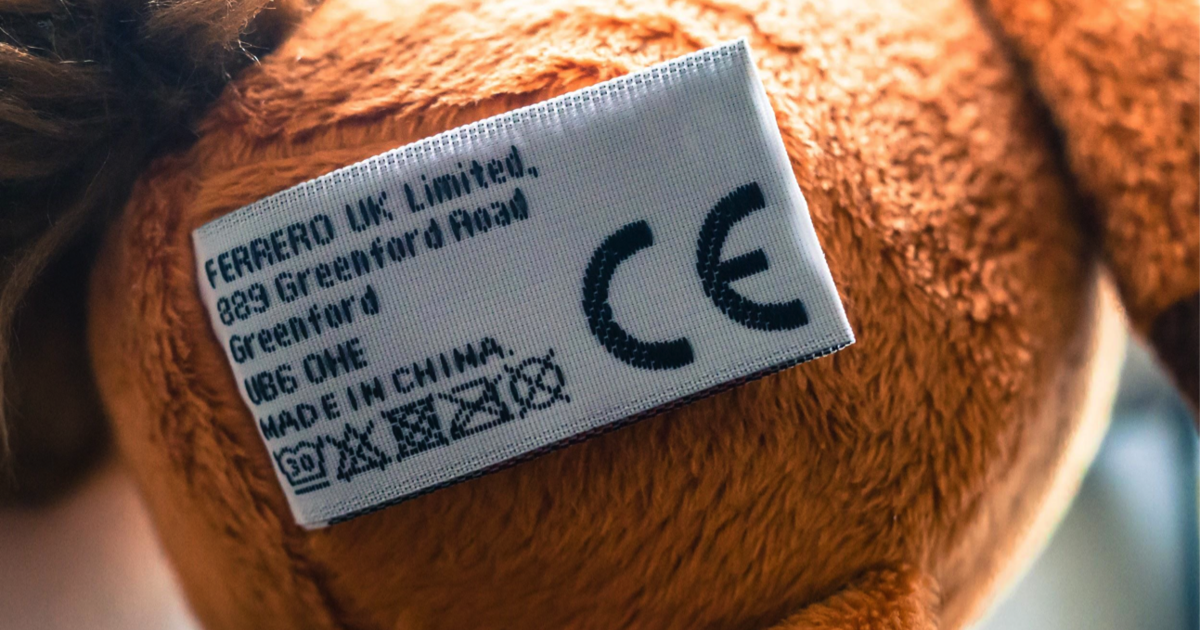 FERRERO UK Limited,
889 Greenford Road
Greenford
UB6 0HE
MADE IN CHINA.
30
CE